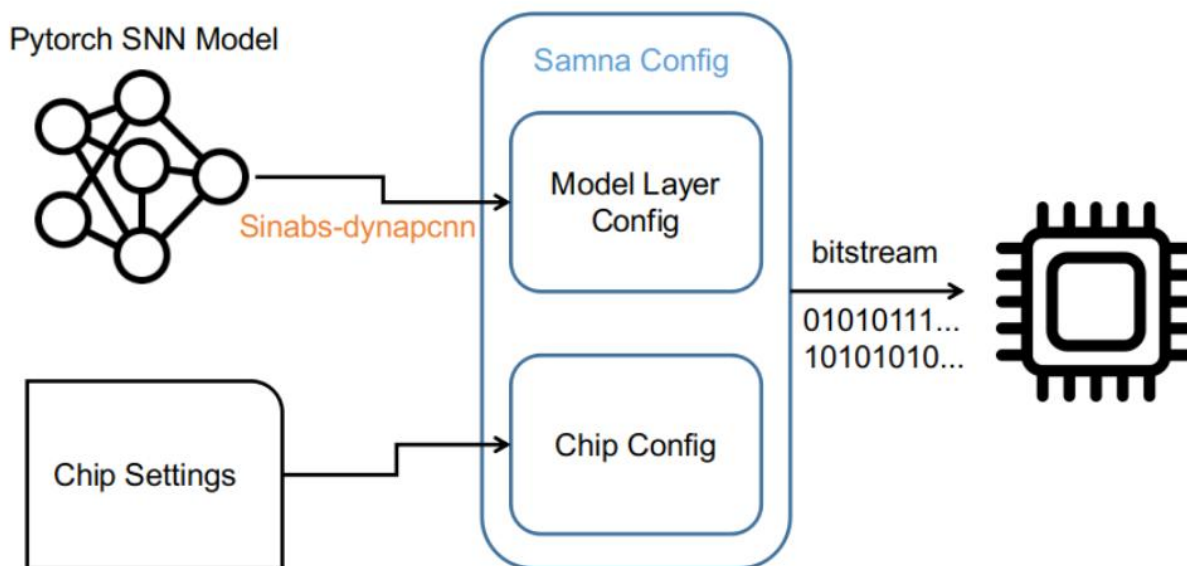 Pytorch SNN Model
Samna Config
Model Layer
Config
Sinabs-dynapcnn
bitstream
01010111...
10101010...
Chip Settings
Chip Config